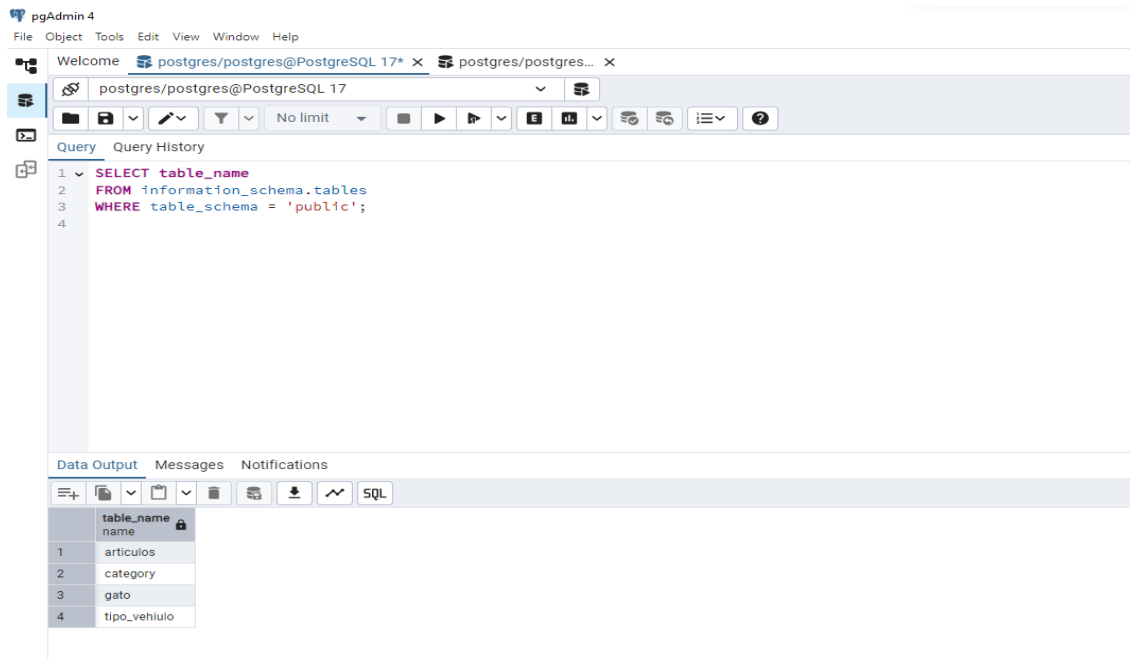 pgAdmin 4
File Object Tools Edit View Window Help
Welcome postgres/postgres@PostgreSQL 17* postgres/postgres...
postgres/postgres@PostgreSQL 17
No limit
E
Query Query History
1 SELECT table_name
2 FROM information_schema.tables
3 WHERE table_schema = 'public';
4
Data Output Messages Notifications
SQL
table_name
name
1 articulos
2 category
3 gato
4 tipo_vehiulo